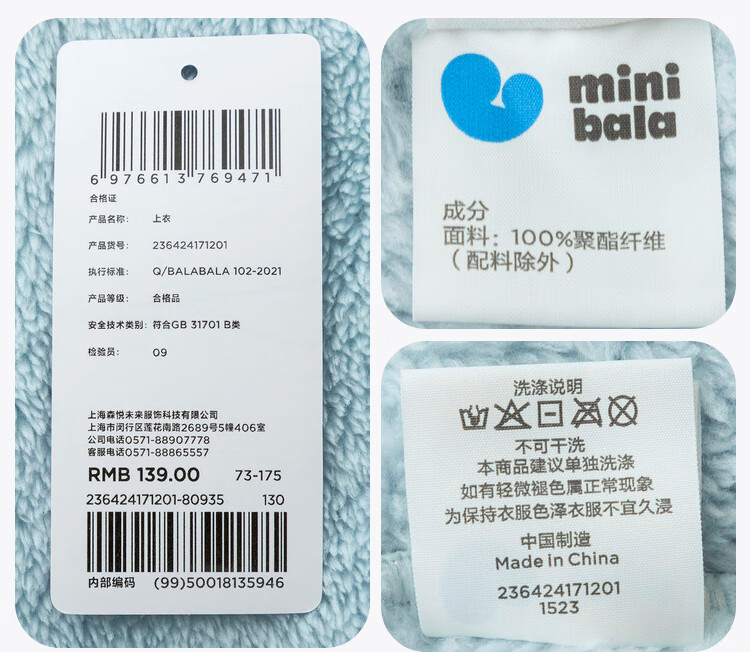 6 976613 769471
合格证
产品名称: 上衣
产品货号: 236424171201
执行标准: Q/BALABALA 102-2021
产品等级: 合格品
安全技术类别: 符合GB 31701 B类
检验员: 09
上海森悦未来服饰科技有限公司
上海市闵行区莲花南路2689号5幢406室
公司电话0571-88907778
客服电话0571-88865557
RMB 139.00 73-175
236424171201-80935 130
内部编码 (99)50018135946
mini
bala
成分
面料: 100%聚酯纤维
(配料除外)
洗涤说明
不可干洗
本商品建议单独洗涤
如有轻微褪色属正常现象
为保持衣服色泽衣服不宜久浸
中国制造
Made in China
236424171201
1523